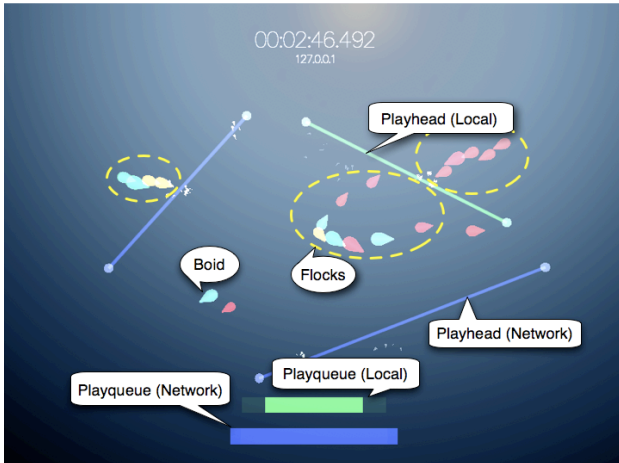 00:02:46.492
127.0.0.1
Playhead (Local)
Boid
Flocks
Playhead (Network)
Playqueue (Local)
Playqueue (Network)